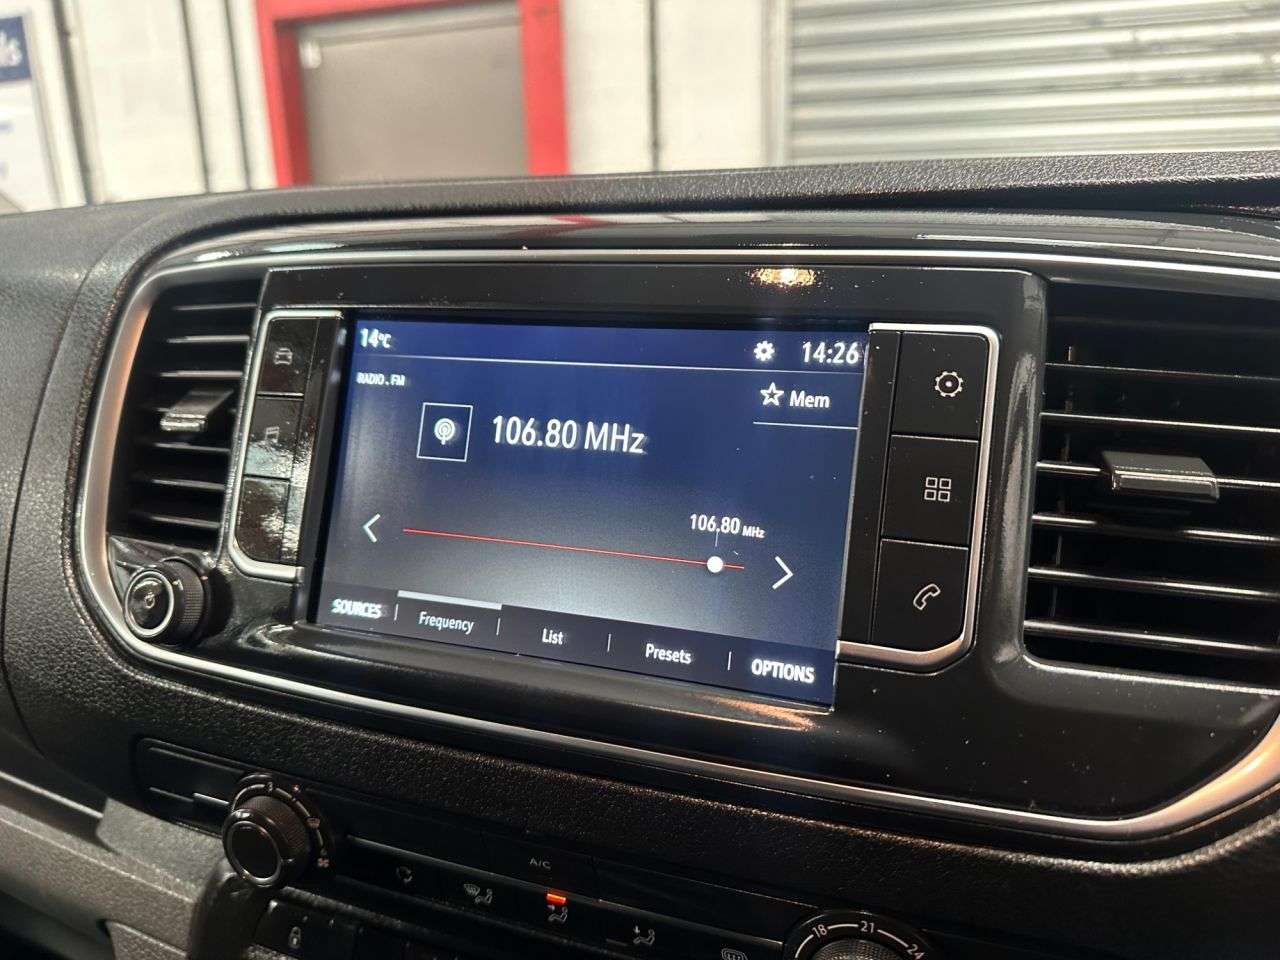 14°C
14:26
RADIO . FM
Mem
106.80 MHz
106.80 MHz
SOURCES
Frequency
List
Presets
OPTIONS
A/C
18 21 24